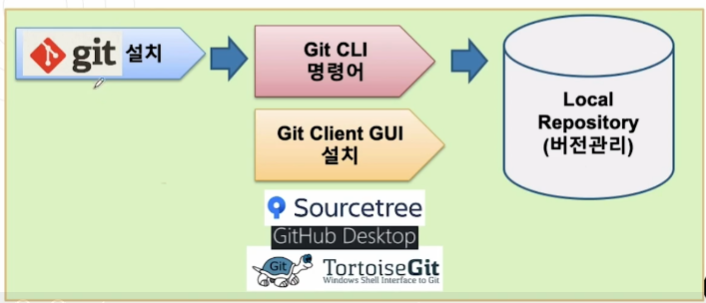 git 설치
Git CLI
명령어
Git Client GUI
설치
Local
Repository
(버전관리)
Sourcetree
GitHub Desktop
Git
TortoiseGit
Windows Shell Interface to Git